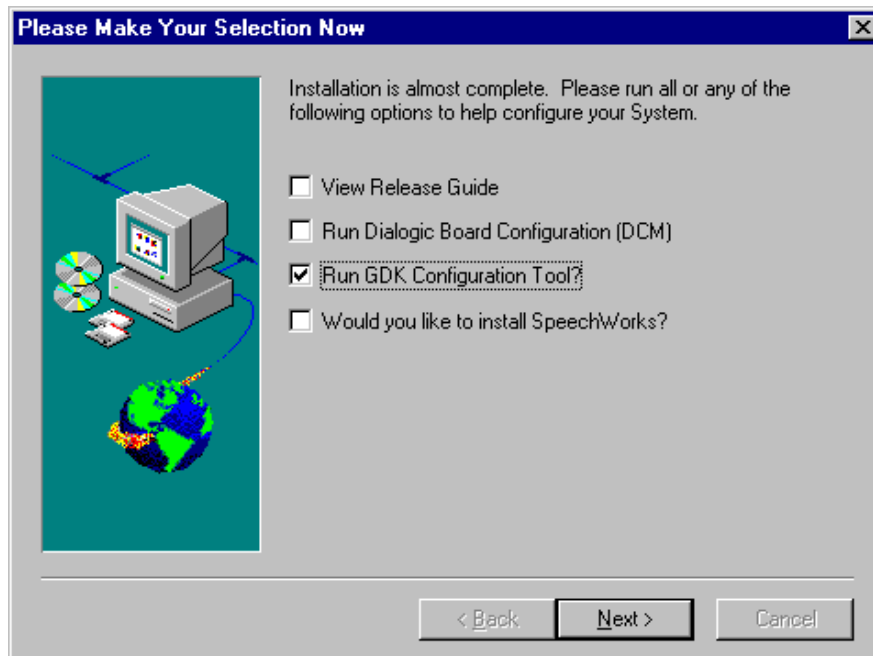 Please Make Your Selection Now
Installation is almost complete. Please run all or any of the
following options to help configure your System.
View Release Guide
Run Dialogic Board Configuration (DCM)
Run GDK Configuration Tool?
Would you like to install SpeechWorks?
< Back
Next >
Cancel